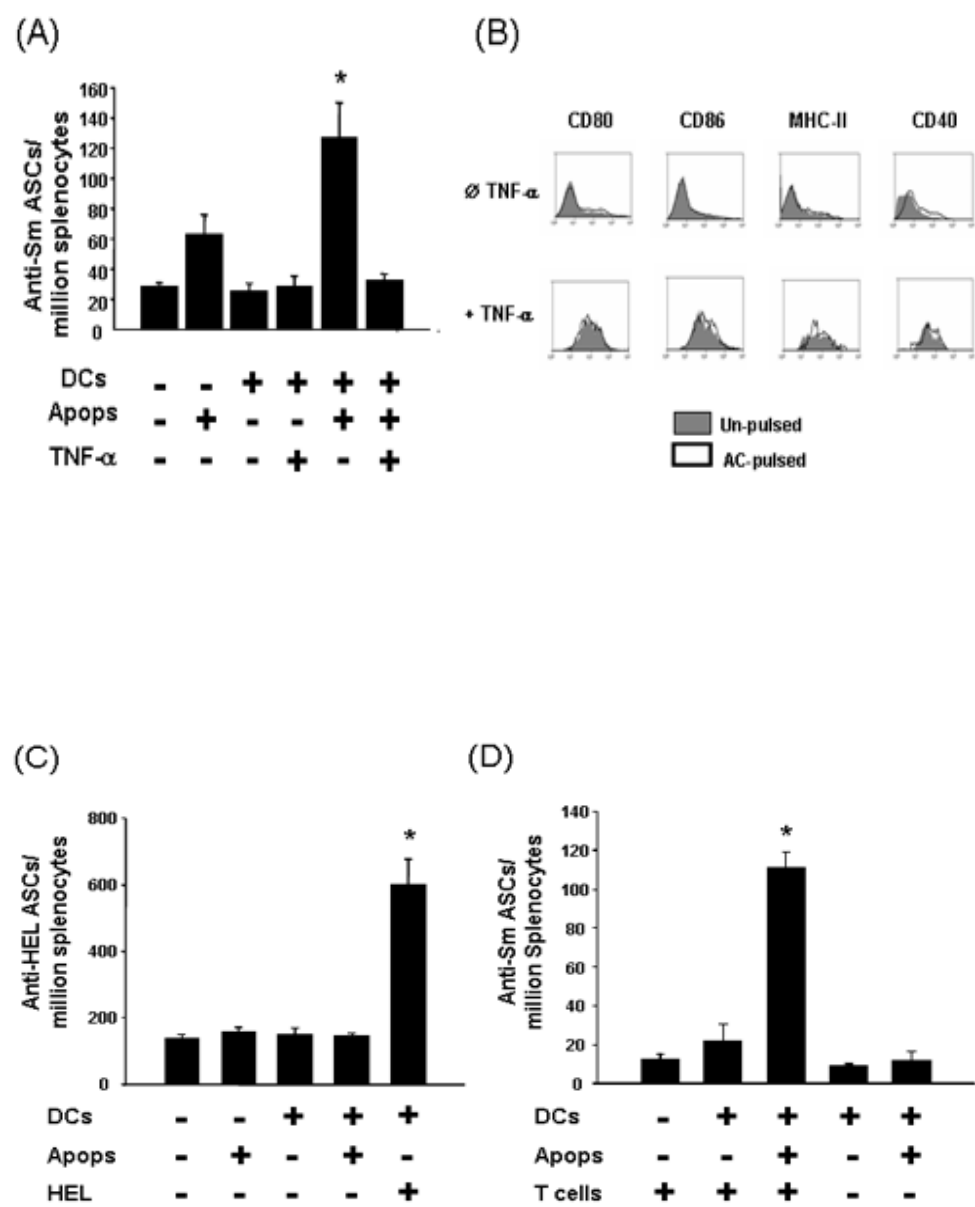 (A)
*
160
140
120
100
80
60
40
20
0
Anti-Sm ASCs/
million splenocytes
DCs - - + + + +
Apops - + - - + +
TNF-α - - - + - +
(B)
CD80 CD86 MHC-II CD40
Ø TNF-α
+ TNF-α
Un-pulsed
AC-pulsed
(C)
*
800
600
400
200
0
Anti-HEL ASCs/
million splenocytes
DCs - - + + +
Apops - + - + -
HEL - - - - +
(D)
*
140
120
100
80
60
40
20
0
Anti-Sm ASCs/
million Splenocytes
DCs - + + + +
Apops - - + - +
T cells + + + - -